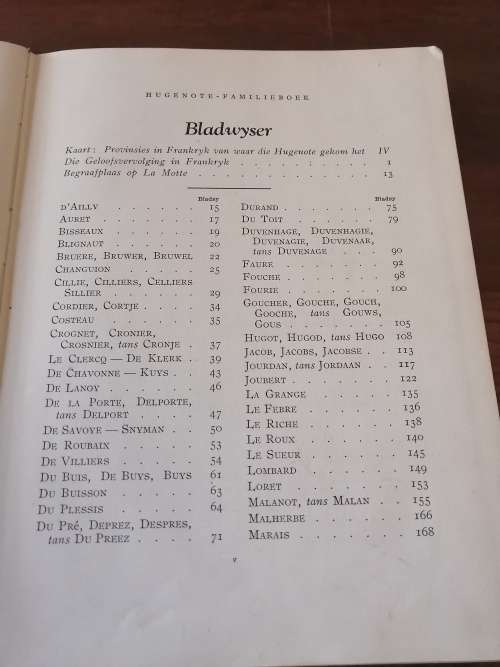 HUGENOTE-FAMILIEBOEK
Bladwyser
Kaart: Provinsies in Frankryk van waar die Hugenote gekom het IV
Die Geloofsvervolging in Frankryk . . . . . . . 1
Begraafplaas op La Motte . . . . . . . . . . 13
Bladsy
D'AILLY . . . . . . 15
AURET . . . . . . 17
BISSEAUX . . . . . 19
BLIGNAUT . . . . . 20
BRUERE, BRUWER, BRUWEL 22
CHANGUION . . . . 25
CILLIE, CILLIERS, CELLIERS
SILLIER . . . . . 29
CORDIER, CORTJE . . . 34
COSTEAU . . . . . 35
CROGNET, CRONIER,
CROSNIER, tans CRONJE . 37
LE CLERCQ — DE KLERK . 39
DE CHAVONNE — KUYS . . 43
DE LANOY . . . . . 46
DE LA PORTE, DELPORTE,
tans DELPORT . . . . 47
DE SAVOYE — SNYMAN . . 50
DE ROUBAIX . . . . . 53
DE VILLIERS . . . . . 54
DU BUIS, DE BUYS, BUYS 61
DU BUISSON . . . . . 63
DU PLESSIS . . . . . 64
DU PRÉ, DEPREZ, DESPRES,
tans DU PREEZ . . . . 71
Bladsy
DURAND . . . . . . 75
DU TOIT . . . . . . 79
DUVENHAGE, DUVENHAGIE,
DUVENAGIE, DUVENAAR,
tans DUVENAGE . . . 90
FAURE . . . . . . . 92
FOUCHE . . . . . . 98
FOURIE . . . . . . 100
GOUCHER, GOUCHE, GOUCH,
GOOCHE, tans GOUWS,
GOUS . . . . . . 105
HUGOT, HUGOD, tans HUGO 108
JACOB, JACOBS, JACOBSE . . 113
JOURDAN, tans JORDAAN . . 117
JOUBERT . . . . . . 122
LA GRANGE . . . . . 135
LE FEBRE . . . . . . 136
LE RICHE . . . . . . 138
LE ROUX . . . . . . 140
LE SUEUR . . . . . . 145
LOMBARD . . . . . . 149
LORET . . . . . . . 153
MALANOT, tans MALAN . . 155
MALHERBE . . . . . . 166
MARAIS . . . . . . . 168
v